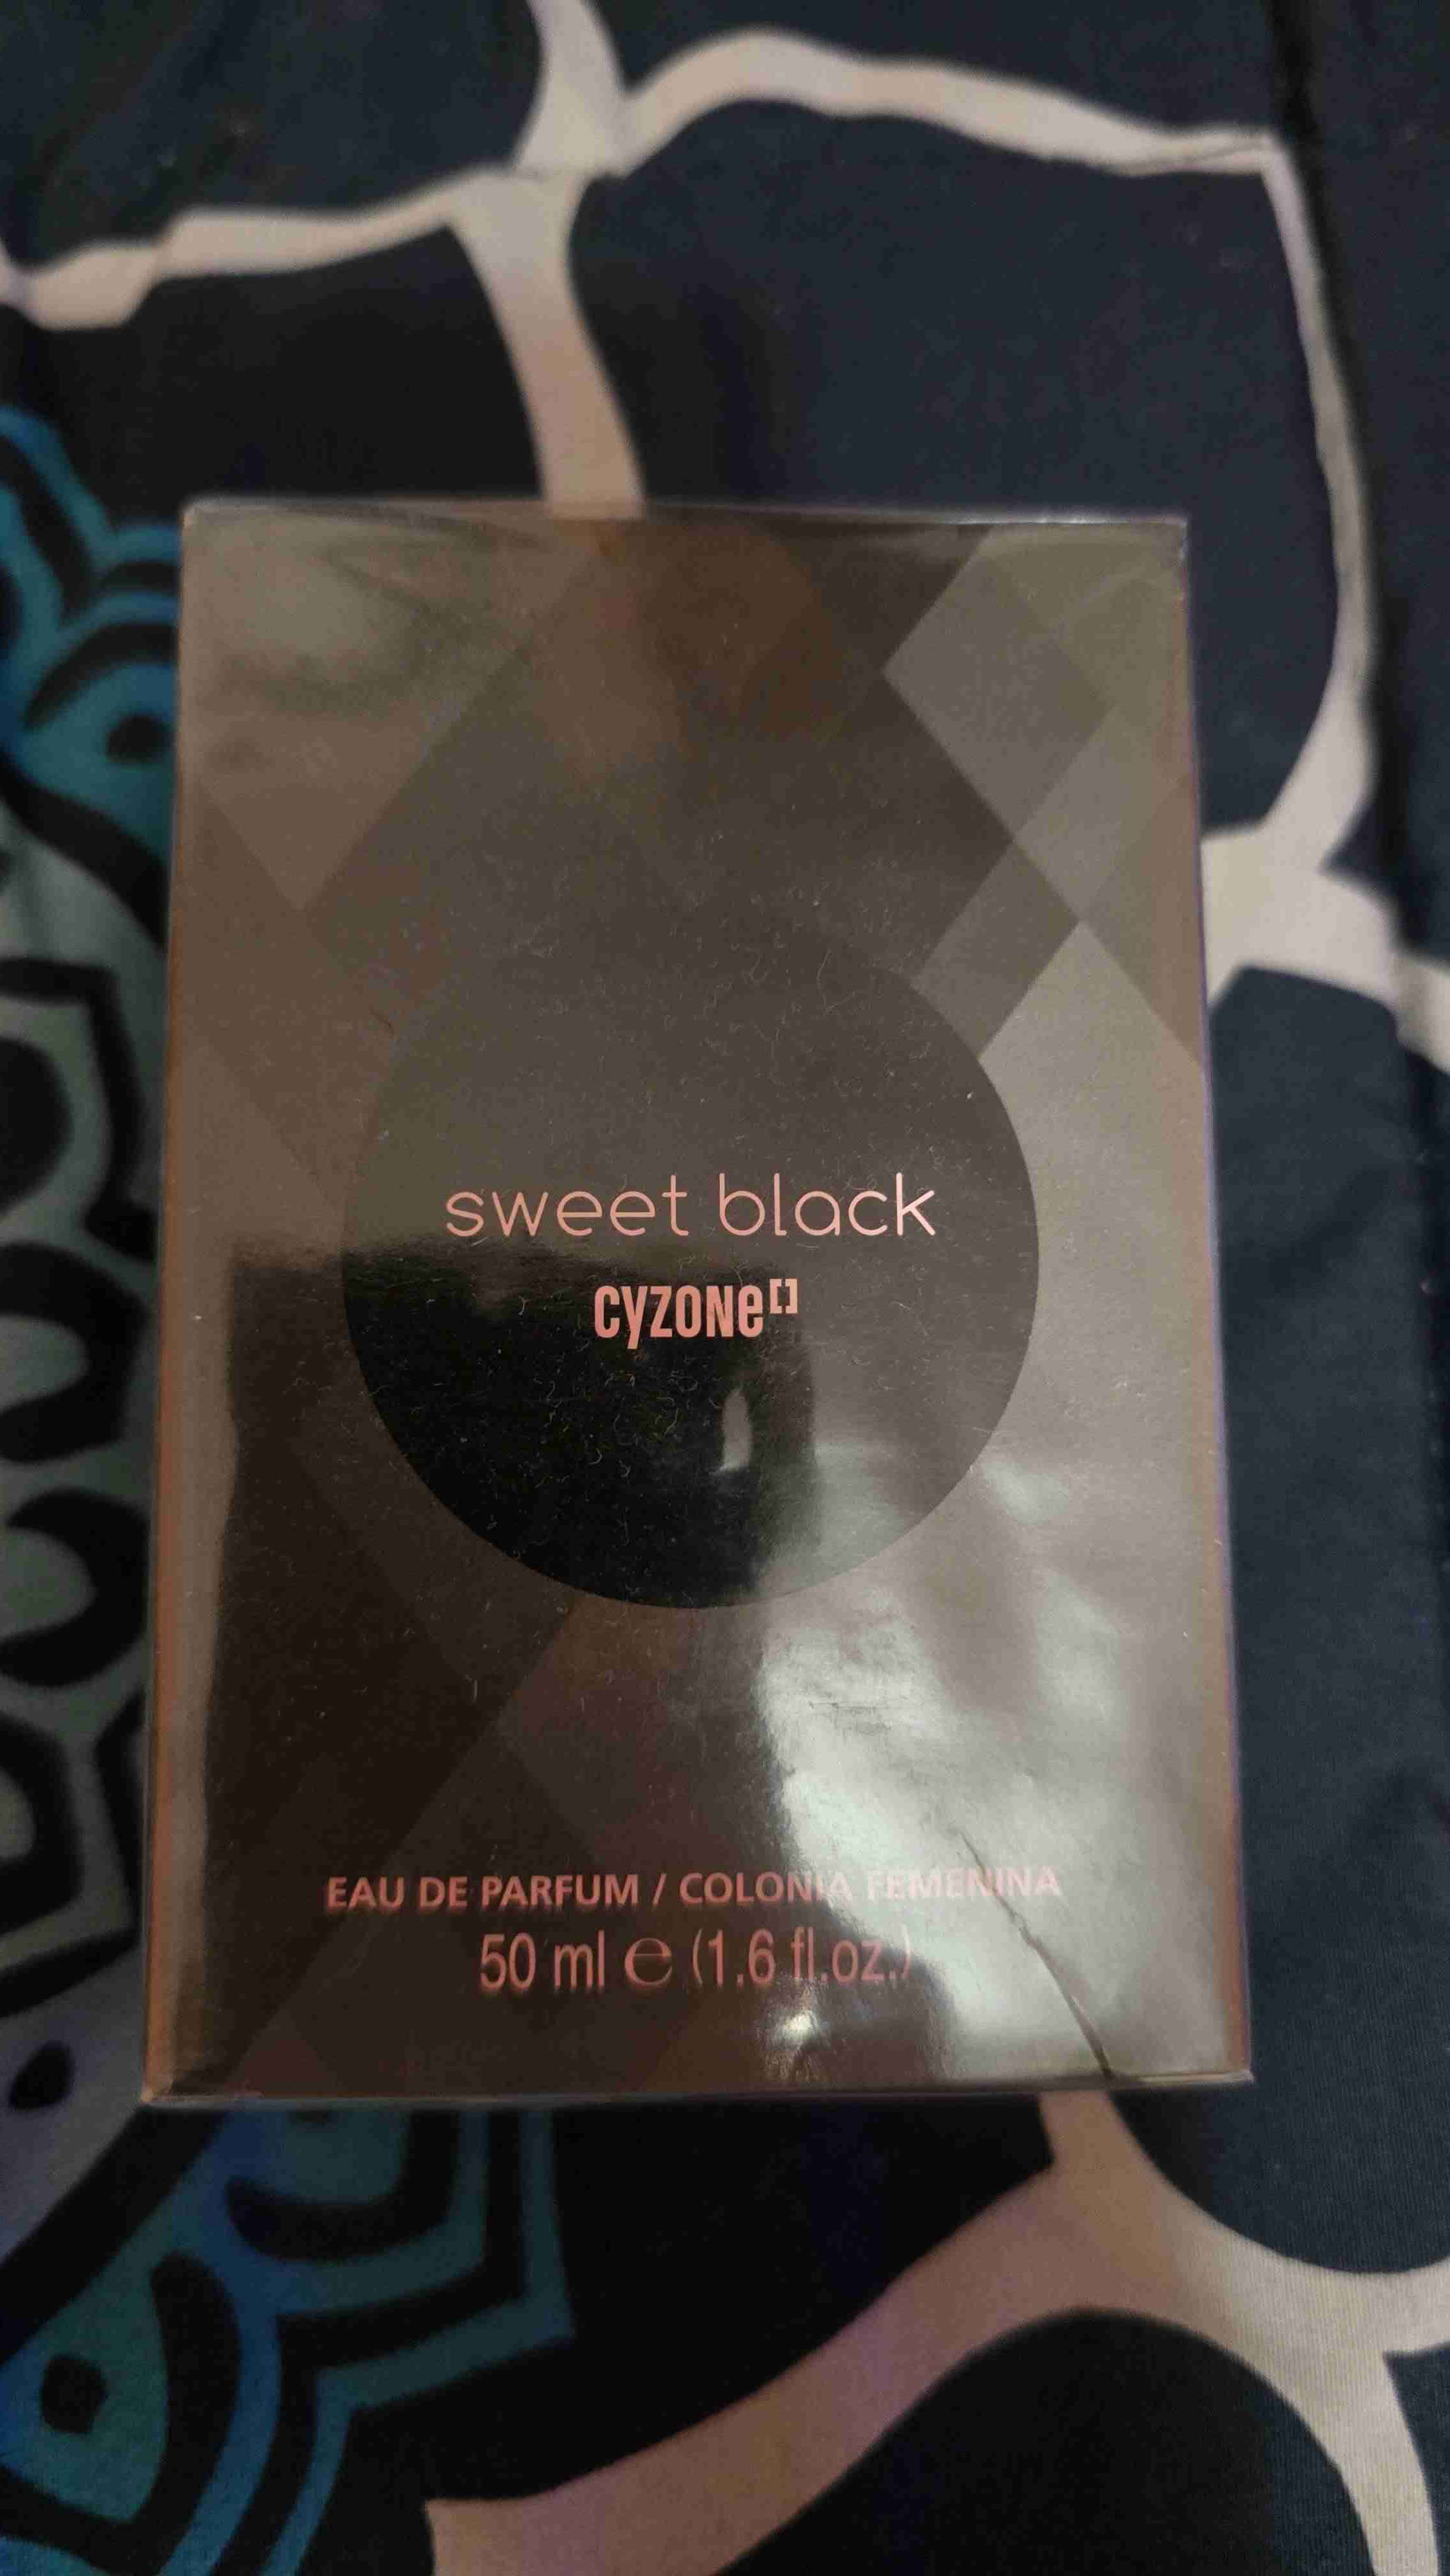 sweet black
cyzone[]
EAU DE PARFUM / COLONIA FEMENINA
50 ml e (1.6 fl.oz.)